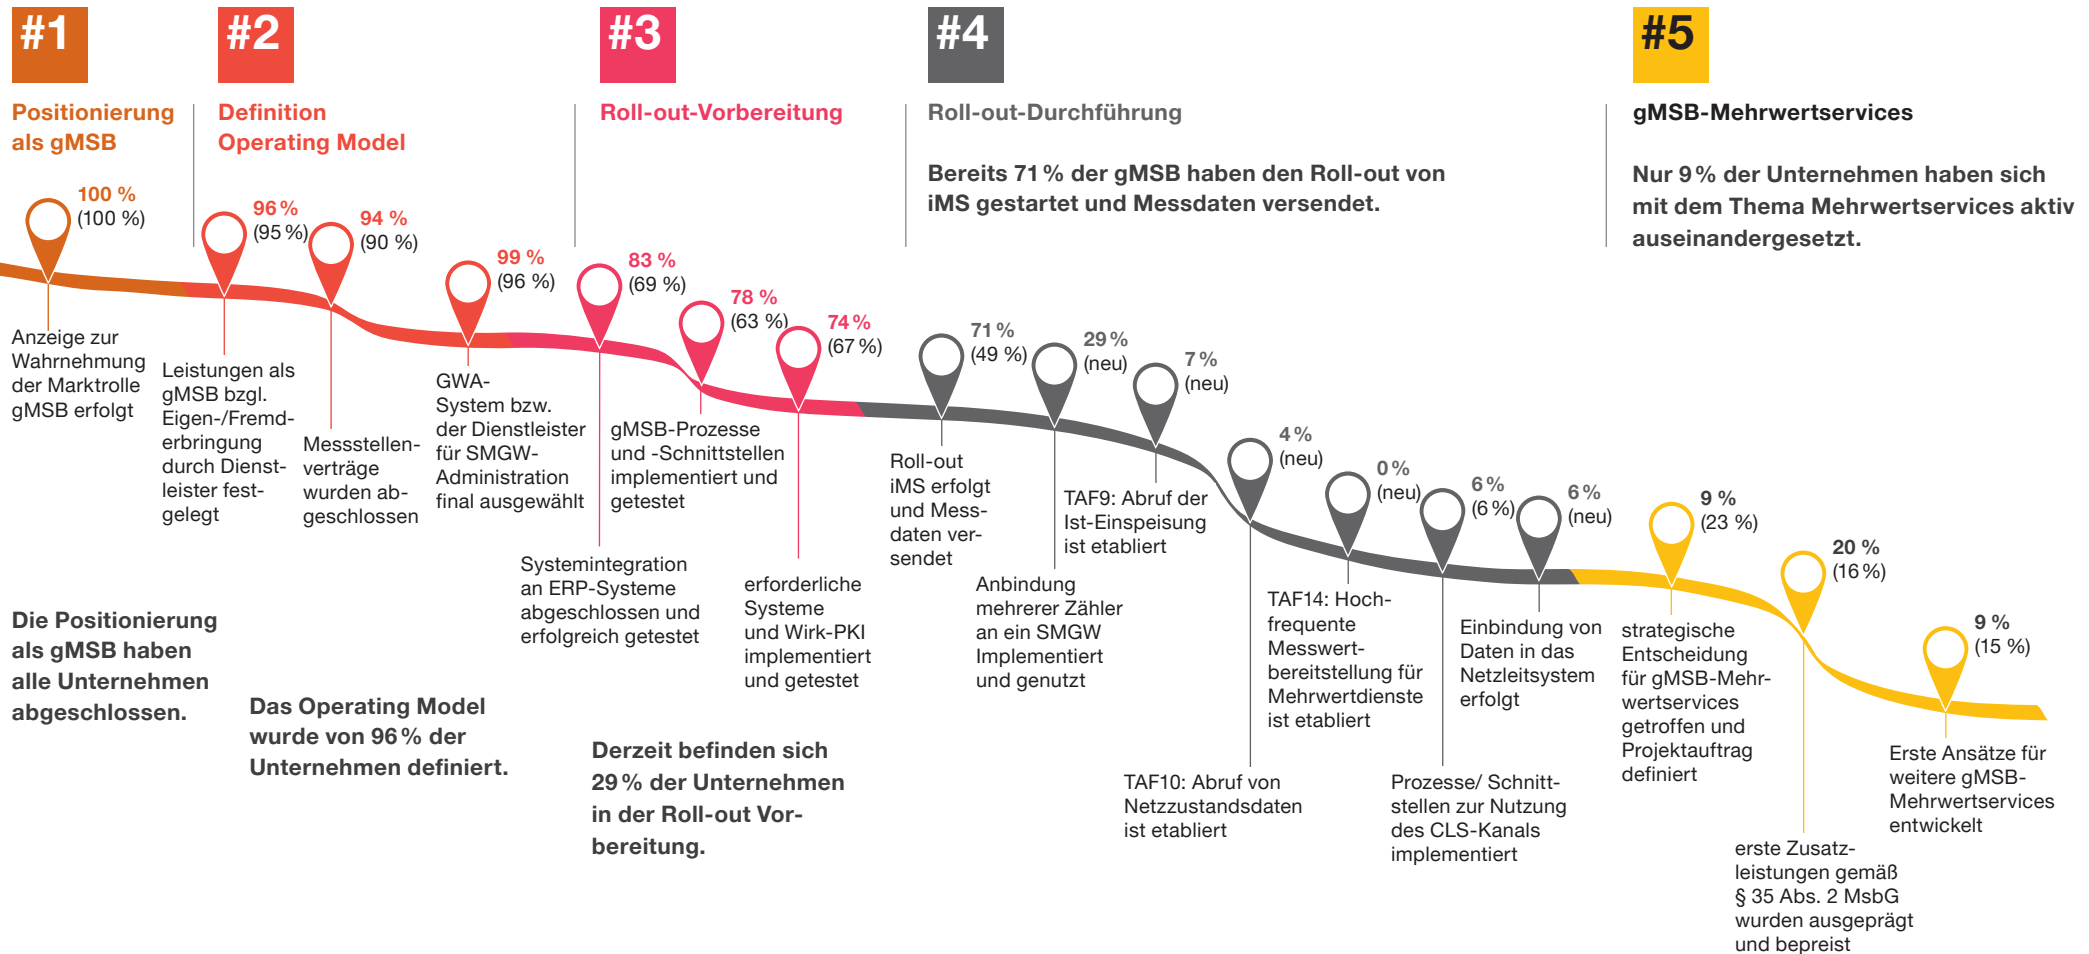 #1
Positionierung
als gMSB
100 %
(100 %)
Anzeige zur
Wahrnehmung
der Marktrolle
gMSB erfolgt
Die Positionierung
als gMSB haben
alle Unternehmen
abgeschlossen.
#2
Definition
Operating Model
96 %
(95 %)
Leistungen als
gMSB bzgl.
Eigen-/Fremd-
erbringung
durch Dienst-
leister fest-
gelegt
94 %
(90 %)
Messstellen-
verträge
wurden ab-
geschlossen
99 %
(96 %)
GWA-
System bzw.
der Dienstleister
für SMGW-
Administration
final ausgewählt
Das Operating Model
wurde von 96 % der
Unternehmen definiert.
#3
Roll-out-Vorbereitung
83 %
(69 %)
Systemintegration
an ERP-Systeme
abgeschlossen und
erfolgreich getestet
78 %
(63 %)
gMSB-Prozesse
und -Schnittstellen
implementiert und
getestet
74 %
(67 %)
erforderliche
Systeme
und Wirk-PKI
implementiert
und getestet
Derzeit befinden sich
29 % der Unternehmen
in der Roll-out Vor-
bereitung.
#4
Roll-out-Durchführung
Bereits 71 % der gMSB haben den Roll-out von
iMS gestartet und Messdaten versendet.
71 %
(49 %)
Roll-out
iMS erfolgt
und Mess-
daten ver-
sendet
29 %
(neu)
Anbindung
mehrerer Zähler
an ein SMGW
Implementiert
und genutzt
7 %
(neu)
TAF9: Abruf der
Ist-Einspeisung
ist etabliert
4 %
(neu)
TAF10: Abruf von
Netzzustandsdaten
ist etabliert
0 %
(neu)
TAF14: Hoch-
frequente
Messwert-
bereitstellung für
Mehrwertdienste
ist etabliert
6 %
(6 %)
Prozesse/ Schnitt-
stellen zur Nutzung
des CLS-Kanals
implementiert
6 %
(neu)
Einbindung von
Daten in das
Netzleitsystem
erfolgt
#5
gMSB-Mehrwertservices
Nur 9 % der Unternehmen haben sich
mit dem Thema Mehrwertservices aktiv
auseinandergesetzt.
9 %
(23 %)
strategische
Entscheidung
für gMSB-Mehr-
wertservices
getroffen und
Projektauftrag
definiert
20 %
(16 %)
erste Zusatz-
leistungen gemäß
§ 35 Abs. 2 MsbG
wurden ausgeprägt
und bepreist
9 %
(15 %)
Erste Ansätze für
weitere gMSB-
Mehrwertservices
entwickelt